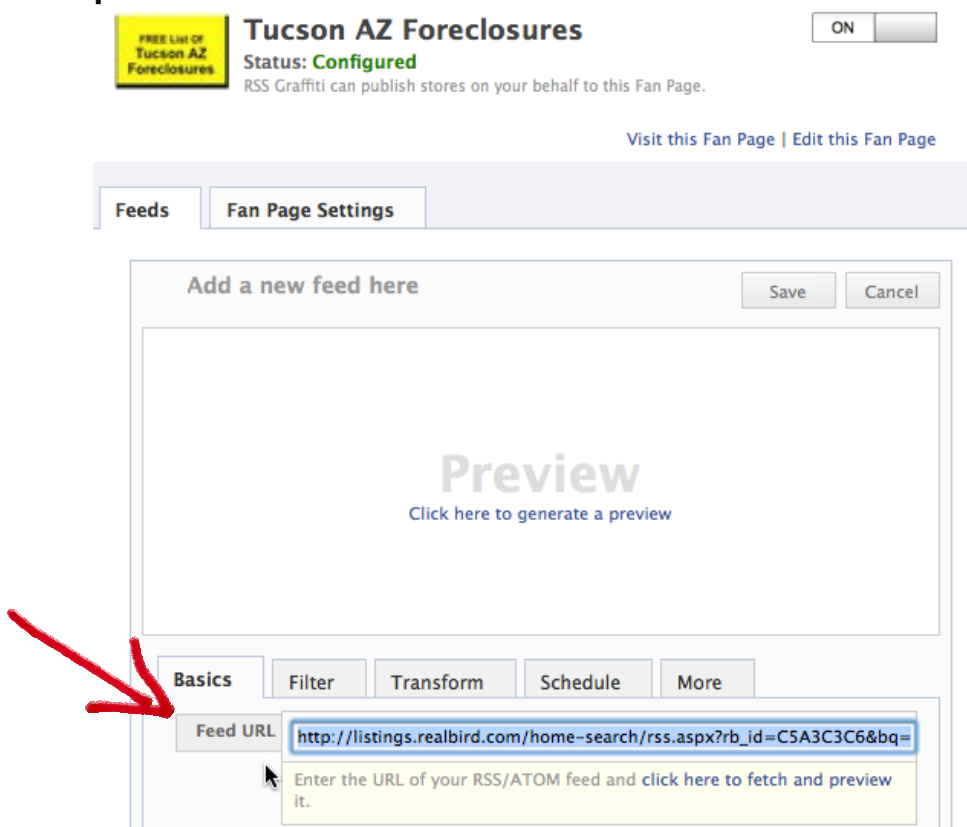 FREE List Of
Tucson AZ
Foreclosures
Tucson AZ Foreclosures
ON
Status: Configured
RSS Graffiti can publish stores on your behalf to this Fan Page.
Visit this Fan Page | Edit this Fan Page
Feeds
Fan Page Settings
Add a new feed here
Save
Cancel
Preview
Click here to generate a preview
Basics
Filter
Transform
Schedule
More
Feed URL
http://listings.realbird.com/home-search/rss.aspx?rb_id=C5A3C3C6&bq=
Enter the URL of your RSS/ATOM feed and click here to fetch and preview
it.